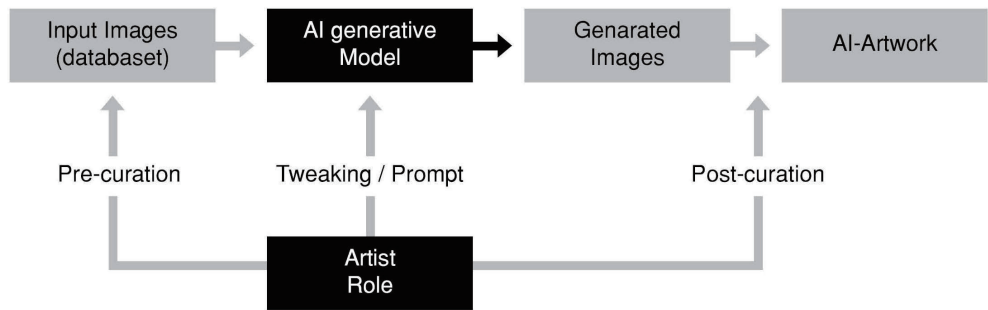 Input Images
(databaset)
AI generative
Model
Genarated
Images
AI-Artwork
Pre-curation
Tweaking / Prompt
Post-curation
Artist
Role